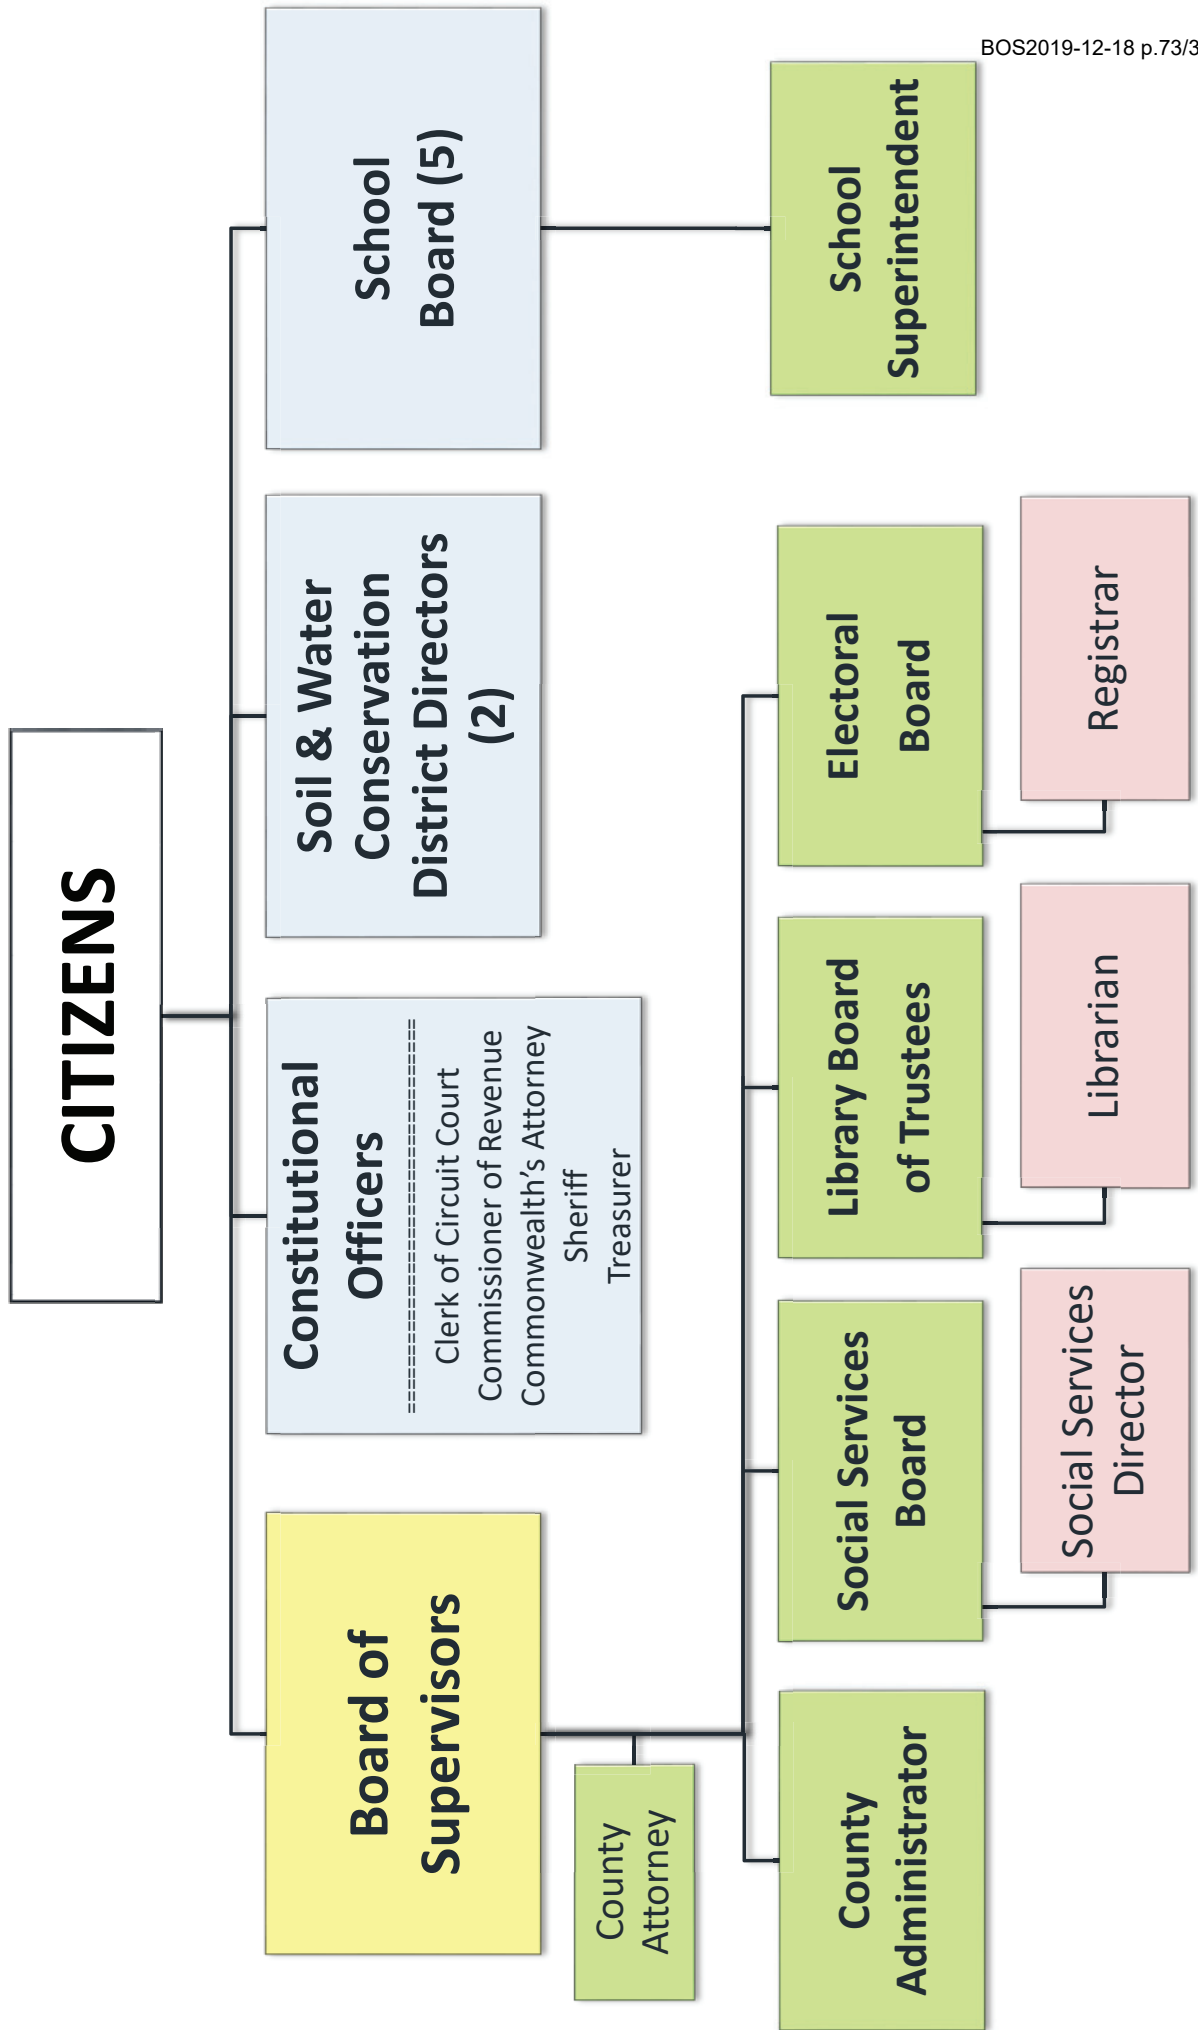 BOS2019-12-18 p.73/3
CITIZENS
Board of
Supervisors
Constitutional
Officers
==============================
Clerk of Circuit Court
Commissioner of Revenue
Commonwealth’s Attorney
Sheriff
Treasurer
Soil & Water
Conservation
District Directors
(2)
School
Board (5)
County
Attorney
County
Administrator
Social Services
Board
Library Board
of Trustees
Electoral
Board
School
Superintendent
Social Services
Director
Librarian
Registrar